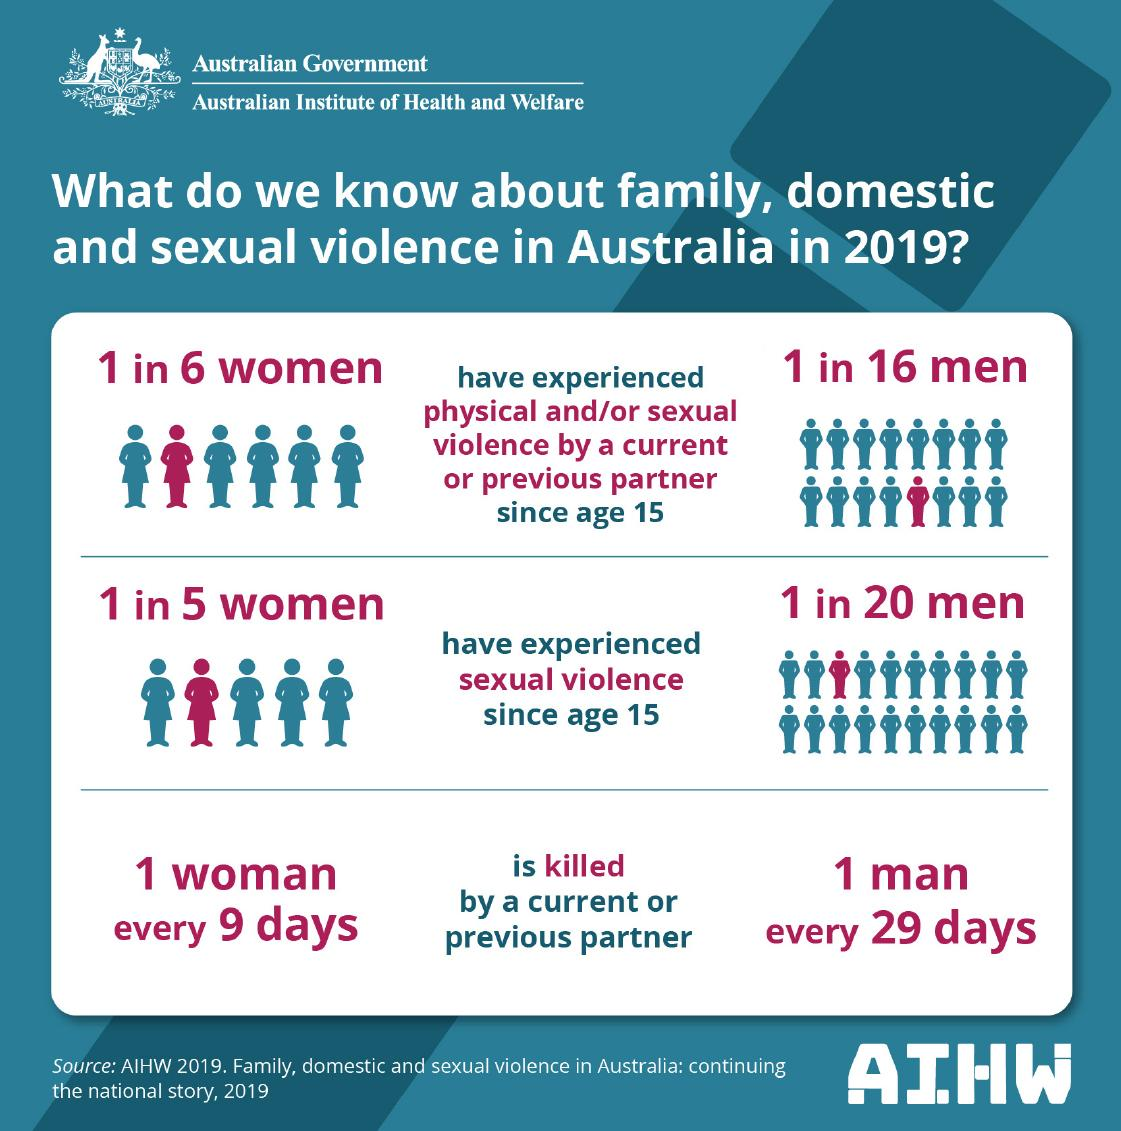 Australian Government
Australian Institute of Health and Welfare
What do we know about family, domestic
and sexual violence in Australia in 2019?
1 in 6 women
have experienced
physical and/or sexual
violence by a current
or previous partner
since age 15
1 in 16 men
1 in 5 women
have experienced
sexual violence
since age 15
1 in 20 men
1 woman
every 9 days
is killed
by a current or
previous partner
1 man
every 29 days
Source: AIHW 2019. Family, domestic and sexual violence in Australia: continuing
the national story, 2019
AIHW